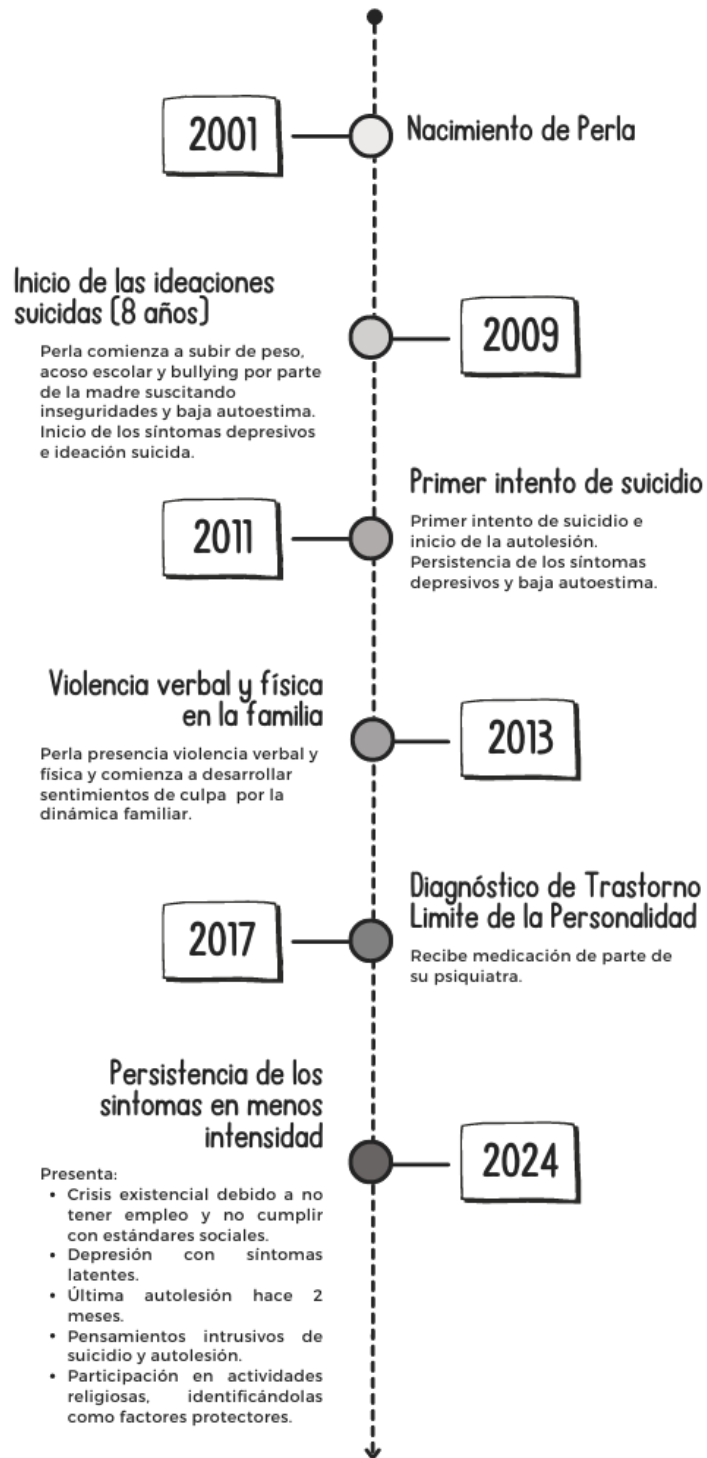 2001
Nacimiento de Perla
Inicio de las ideaciones
suicidas (8 años)
Perla comienza a subir de peso,
acoso escolar y bullying por parte
de la madre suscitando
inseguridades y baja autoestima.
Inicio de los síntomas depresivos
e ideación suicida.
2009
Primer intento de suicidio
Primer intento de suicidio e
inicio de la autolesión.
Persistencia de los síntomas
depresivos y baja autoestima.
2011
Violencia verbal y física
en la familia
Perla presencia violencia verbal y
física y comienza a desarrollar
sentimientos de culpa por la
dinámica familiar.
2013
Diagnóstico de Trastorno
Limite de la Personalidad
Recibe medicación de parte de
su psiquiatra.
2017
Persistencia de los
sintomas en menos
intensidad
Presenta:
• Crisis existencial debido a no
tener empleo y no cumplir
con estándares sociales.
• Depresión con síntomas
latentes.
• Última autolesión hace 2
meses.
• Pensamientos intrusivos de
suicidio y autolesión.
• Participación en actividades
religiosas, identificándolas
como factores protectores.
2024